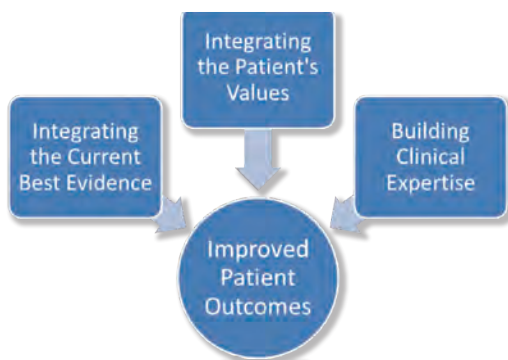 Integrating
the Patient's
Values
Integrating
the Current
Best Evidence
Building
Clinical
Expertise
Improved
Patient
Outcomes